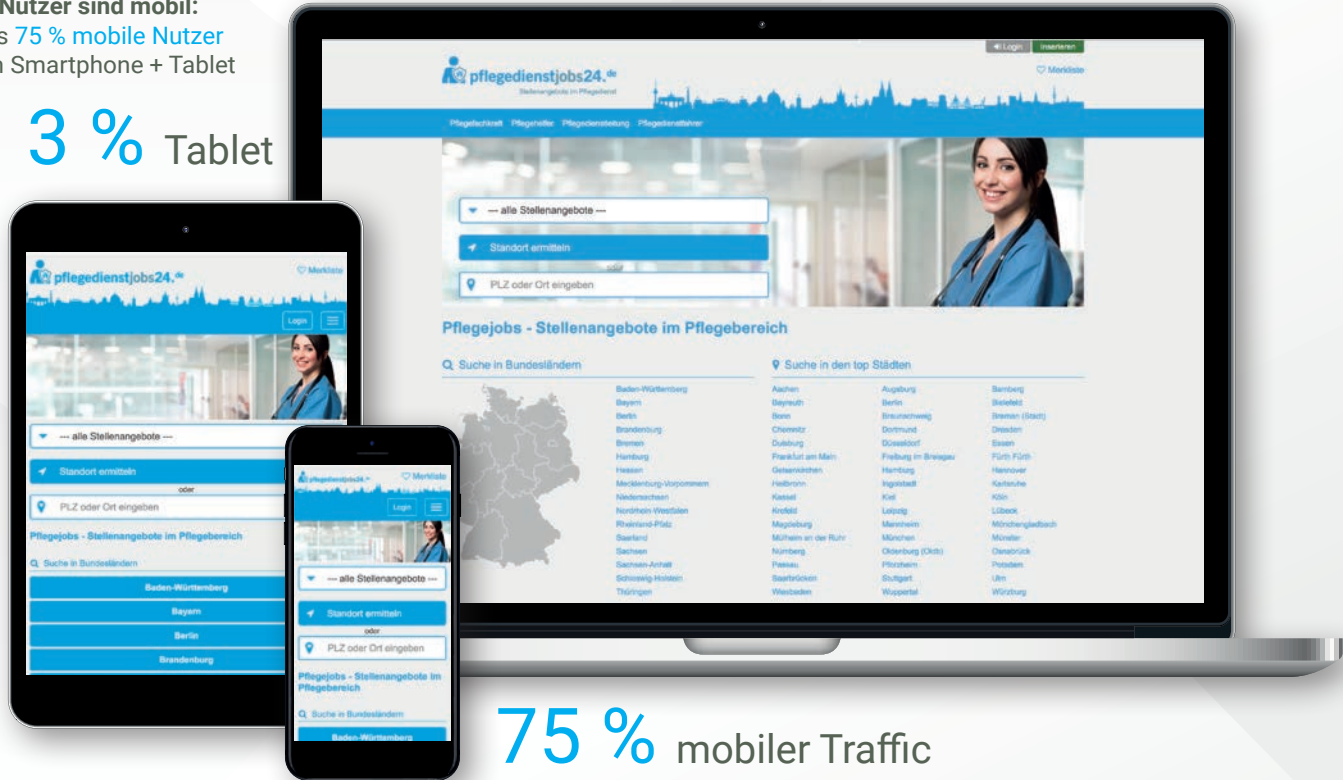 Nutzer sind mobil:
75 % mobile Nutzer
Smartphone + Tablet
3 % Tablet
Login Inserieren
pflegedienstjobs24.de
Stellenangebote im Pflegedienst
Merkliste
Pflegefachkraft Pflegehelfer Pflegedienstleitung Pflegedienstfahrer
--- alle Stellenangebote ---
Standort ermitteln
oder
PLZ oder Ort eingeben
Pflegejobs - Stellenangebote im Pflegebereich
Suche in Bundesländern
Suche in den top Städten
Baden-Württemberg
Bayern
Berlin
Brandenburg
Bremen
Hamburg
Hessen
Mecklenburg-Vorpommern
Niedersachsen
Nordrhein-Westfalen
Rheinland-Pfalz
Saarland
Sachsen
Sachsen-Anhalt
Schleswig-Holstein
Thüringen
Aachen Augsburg Bamberg
Bayreuth Berlin Bielefeld
Bonn Braunschweig Bremen (Stadt)
Chemnitz Dortmund Dresden
Duisburg Düsseldorf Essen
Frankfurt am Main Freiburg im Breisgau Fürth Fürth
Gelsenkirchen Hamburg Hannover
Heilbronn Ingolstadt Karlsruhe
Kassel Kiel Köln
Krefeld Leipzig Lübeck
Magdeburg Mannheim Mönchengladbach
Mülheim an der Ruhr München Münster
Nürnberg Oldenburg (Oldb) Osnabrück
Passau Pforzheim Potsdam
Saarbrücken Stuttgart Ulm
Wiesbaden Wuppertal Würzburg
pflegedienstjobs24.de
Merkliste
Login
--- alle Stellenangebote ---
Standort ermitteln
oder
PLZ oder Ort eingeben
Pflegejobs - Stellenangebote im Pflegebereich
Suche in Bundesländern
Baden-Württemberg
Bayern
Berlin
Brandenburg
pflegedienstjobs24.de
Merkliste
Login
--- alle Stellenangebote ---
Standort ermitteln
oder
PLZ oder Ort eingeben
Pflegejobs - Stellenangebote im
Pflegebereich
Suche in Bundesländern
Baden-Württemberg
75 % mobiler Traffic